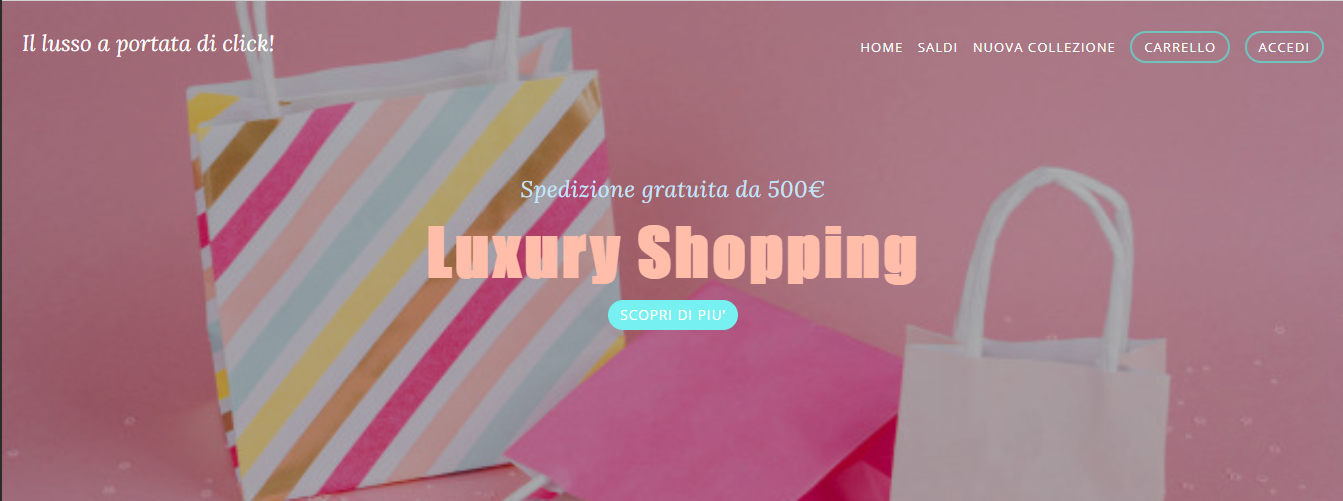 Il lusso a portata di click!
HOME SALDI NUOVA COLLEZIONE CARRELLO ACCEDI
Spedizione gratuita da 500€
Luxury Shopping
SCOPRI DI PIU'